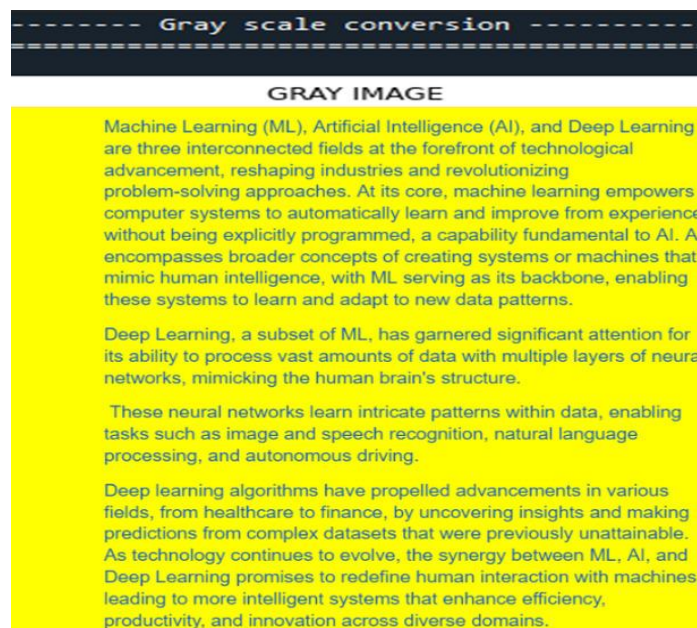 -------- Gray scale conversion ----------
==========================================
GRAY IMAGE
Machine Learning (ML), Artificial Intelligence (AI), and Deep Learning
are three interconnected fields at the forefront of technological
advancement, reshaping industries and revolutionizing
problem-solving approaches. At its core, machine learning empowers
computer systems to automatically learn and improve from experience
without being explicitly programmed, a capability fundamental to AI. A
encompasses broader concepts of creating systems or machines that
mimic human intelligence, with ML serving as its backbone, enabling
these systems to learn and adapt to new data patterns.
Deep Learning, a subset of ML, has garnered significant attention for
its ability to process vast amounts of data with multiple layers of neura
networks, mimicking the human brain's structure.
These neural networks learn intricate patterns within data, enabling
tasks such as image and speech recognition, natural language
processing, and autonomous driving.
Deep learning algorithms have propelled advancements in various
fields, from healthcare to finance, by uncovering insights and making
predictions from complex datasets that were previously unattainable.
As technology continues to evolve, the synergy between ML, AI, and
Deep Learning promises to redefine human interaction with machines
leading to more intelligent systems that enhance efficiency,
productivity, and innovation across diverse domains.